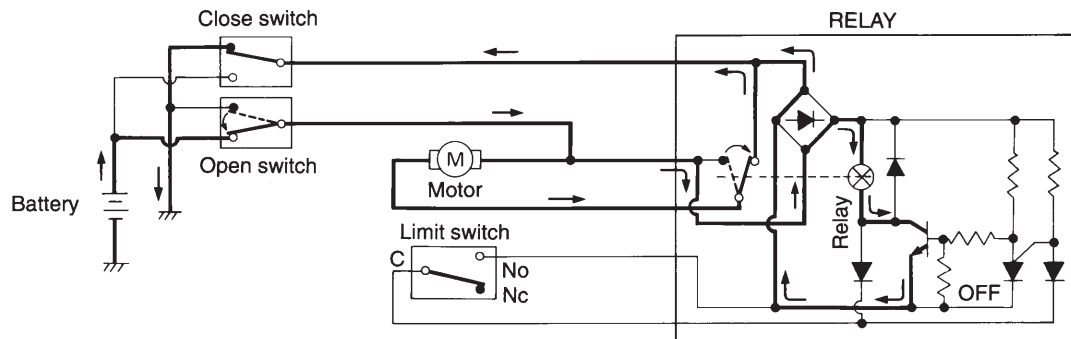 Close switch
RELAY
Open switch
M
Motor
Battery
Relay
Limit switch
C
No
Nc
OFF